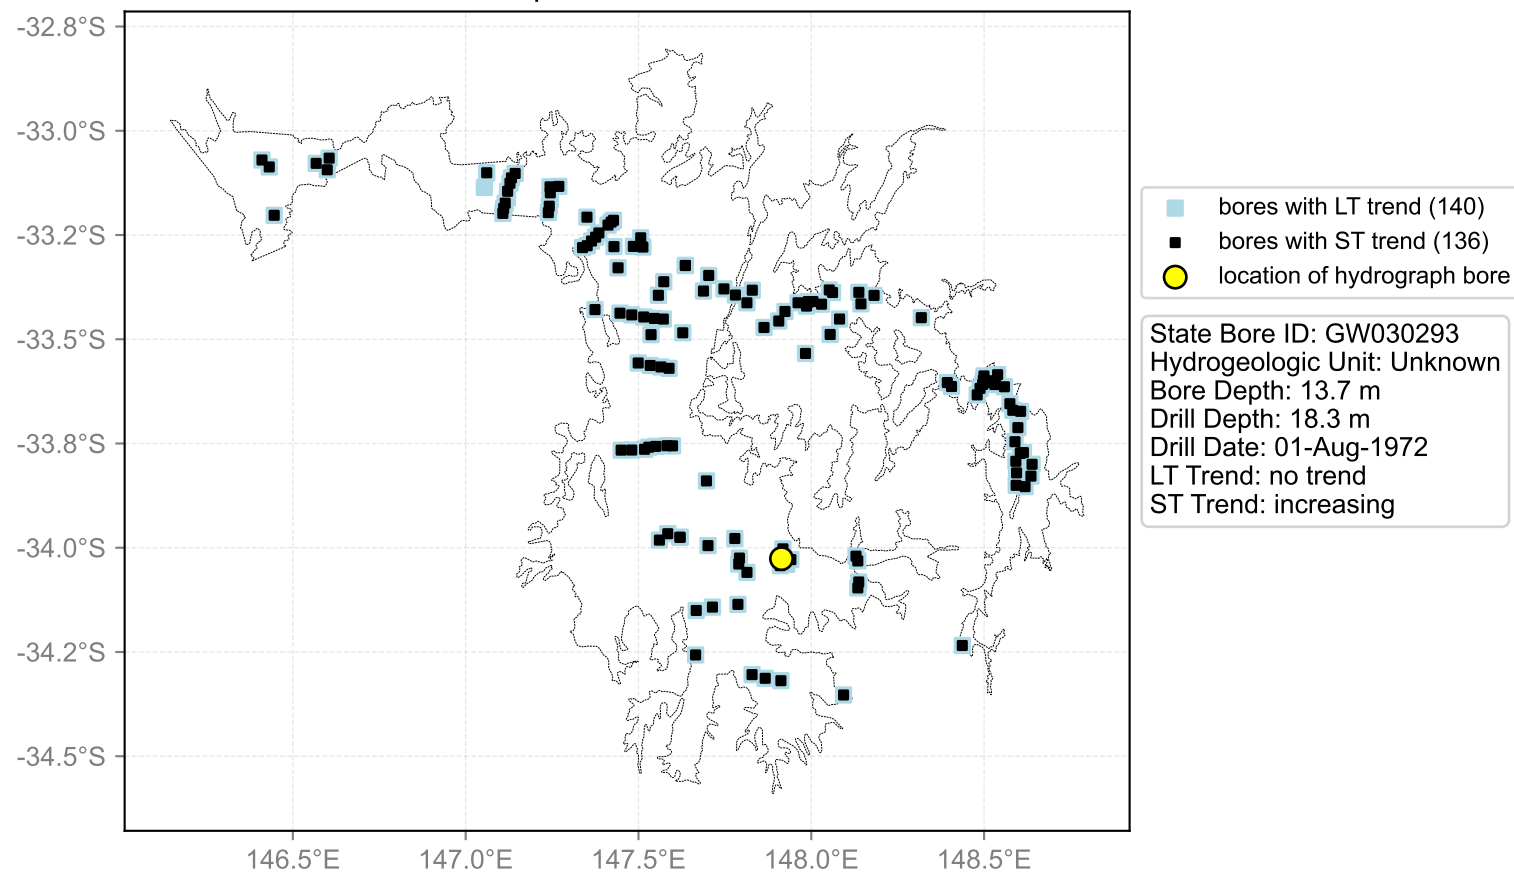 -32.8°S
-33.0°S
-33.2°S
-33.5°S
-33.8°S
-34.0°S
-34.2°S
-34.5°S
146.5°E
147.0°E
147.5°E
148.0°E
148.5°E
bores with LT trend (140)
bores with ST trend (136)
location of hydrograph bore
State Bore ID: GW030293
Hydrogeologic Unit: Unknown
Bore Depth: 13.7 m
Drill Depth: 18.3 m
Drill Date: 01-Aug-1972
LT Trend: no trend
ST Trend: increasing